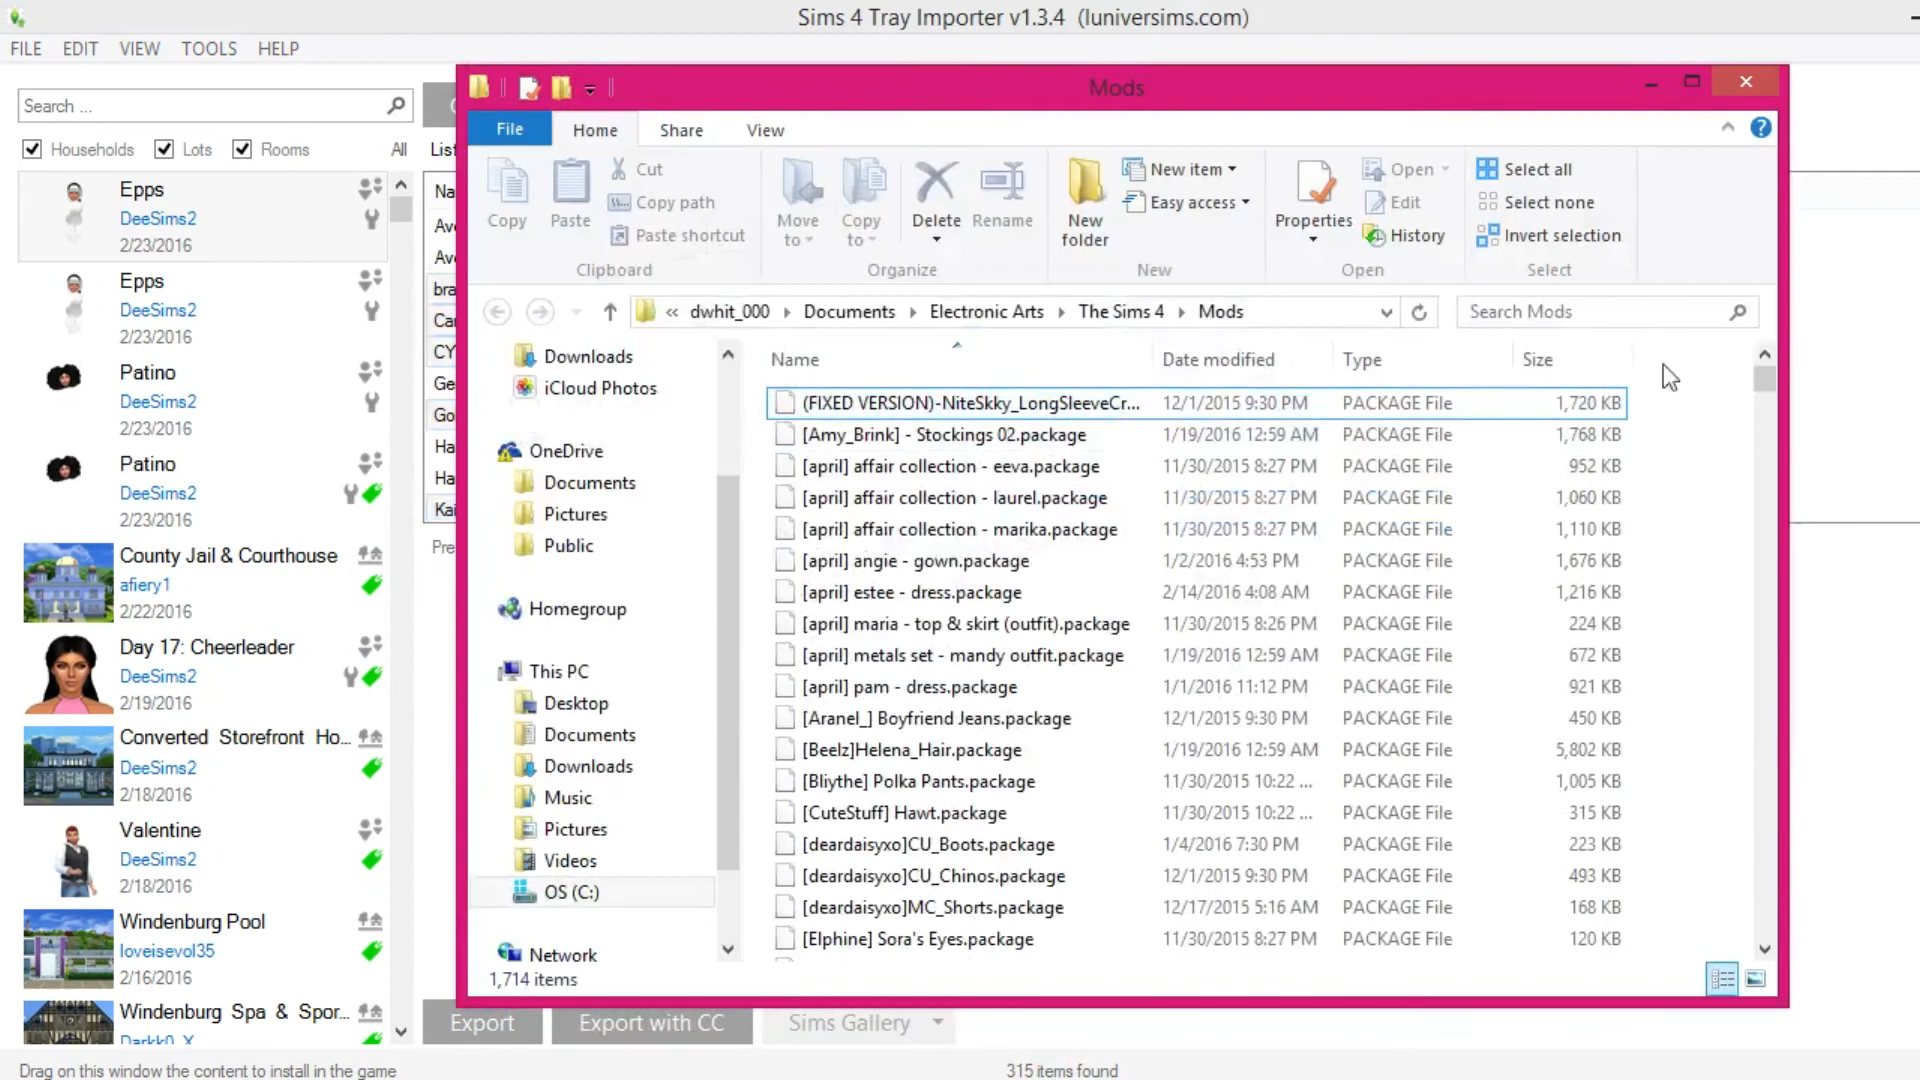 Sims 4 Tray Importer v1.3.4 (luniversims.com)
FILE EDIT VIEW TOOLS HELP
Search ...
Households Lots Rooms All
Epps
DeeSims2
2/23/2016
Epps
DeeSims2
2/23/2016
Patino
DeeSims2
2/23/2016
Patino
DeeSims2
2/23/2016
County Jail & Courthouse
afiery1
2/22/2016
Day 17: Cheerleader
DeeSims2
2/19/2016
Converted Storefront Ho...
DeeSims2
2/18/2016
Valentine
DeeSims2
2/18/2016
Windenburg Pool
loveisevol35
2/16/2016
Windenburg Spa & Spor...
Darkk0_X
List
Na
Ave
Ave
bra
Car
CY
Ge
Go
Ha
Ha
Kai
Pre
Mods
File Home Share View
Copy
Paste
Cut
Copy path
Paste shortcut
Clipboard
Move to
Copy to
Delete
Rename
Organize
New folder
New item
Easy access
New
Properties
Open
Edit
History
Open
Select all
Select none
Invert selection
Select
« dwhit_000 Documents Electronic Arts The Sims 4 Mods
Search Mods
Downloads
iCloud Photos
OneDrive
Documents
Pictures
Public
Homegroup
This PC
Desktop
Documents
Downloads
Music
Pictures
Videos
OS (C:)
Network
Name Date modified Type Size
(FIXED VERSION)-NiteSkky_LongSleeveCr... 12/1/2015 9:30 PM PACKAGE File 1,720 KB
[Amy_Brink] - Stockings 02.package 1/19/2016 12:59 AM PACKAGE File 1,768 KB
[april] affair collection - eeva.package 11/30/2015 8:27 PM PACKAGE File 952 KB
[april] affair collection - laurel.package 11/30/2015 8:27 PM PACKAGE File 1,060 KB
[april] affair collection - marika.package 11/30/2015 8:27 PM PACKAGE File 1,110 KB
[april] angie - gown.package 1/2/2016 4:53 PM PACKAGE File 1,676 KB
[april] estee - dress.package 2/14/2016 4:08 AM PACKAGE File 1,216 KB
[april] maria - top & skirt (outfit).package 11/30/2015 8:26 PM PACKAGE File 224 KB
[april] metals set - mandy outfit.package 1/19/2016 12:59 AM PACKAGE File 672 KB
[april] pam - dress.package 1/1/2016 11:12 PM PACKAGE File 921 KB
[Aranel_] Boyfriend Jeans.package 12/1/2015 9:30 PM PACKAGE File 450 KB
[Beelz]Helena_Hair.package 1/19/2016 12:59 AM PACKAGE File 5,802 KB
[Bliythe] Polka Pants.package 11/30/2015 10:22 ... PACKAGE File 1,005 KB
[CuteStuff] Hawt.package 11/30/2015 10:22 ... PACKAGE File 315 KB
[deardaisyxo]CU_Boots.package 1/4/2016 7:30 PM PACKAGE File 223 KB
[deardaisyxo]CU_Chinos.package 12/1/2015 9:30 PM PACKAGE File 493 KB
[deardaisyxo]MC_Shorts.package 12/17/2015 5:16 AM PACKAGE File 168 KB
[Elphine] Sora's Eyes.package 11/30/2015 8:27 PM PACKAGE File 120 KB
1,714 items
Export Export with CC Sims Gallery
Drag on this window the content to install in the game 315 items found